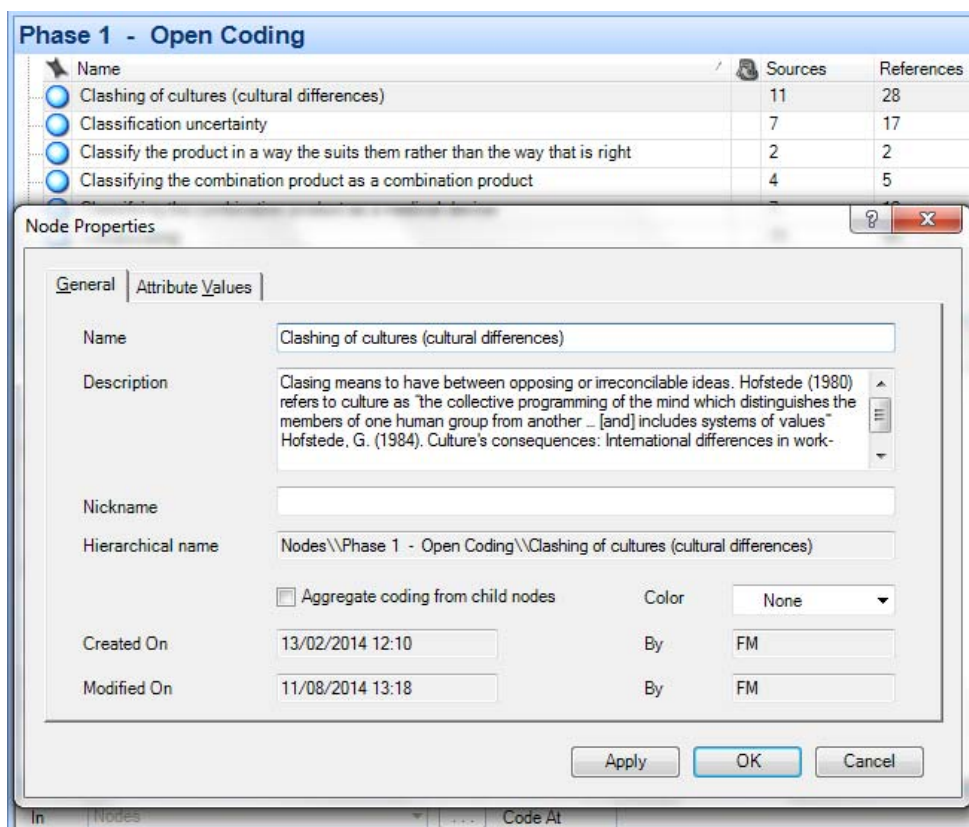 Phase 1 - Open Coding
Name / Sources References
Clashing of cultures (cultural differences) 11 28
Classification uncertainty 7 17
Classify the product in a way the suits them rather than the way that is right 2 2
Classifying the combination product as a combination product 4 5
Node Properties
General Attribute Values
Name Clashing of cultures (cultural differences)
Description Clasing means to have between opposing or irreconcilable ideas. Hofstede (1980)
refers to culture as "the collective programming of the mind which distinguishes the
members of one human group from another ... [and] includes systems of values"
Hofstede, G. (1984). Culture's consequences: International differences in work-
Nickname
Hierarchical name Nodes\\Phase 1 - Open Coding\\Clashing of cultures (cultural differences)
Aggregate coding from child nodes Color None
Created On 13/02/2014 12:10 By FM
Modified On 11/08/2014 13:18 By FM
Apply OK Cancel
In Nodes ... Code At